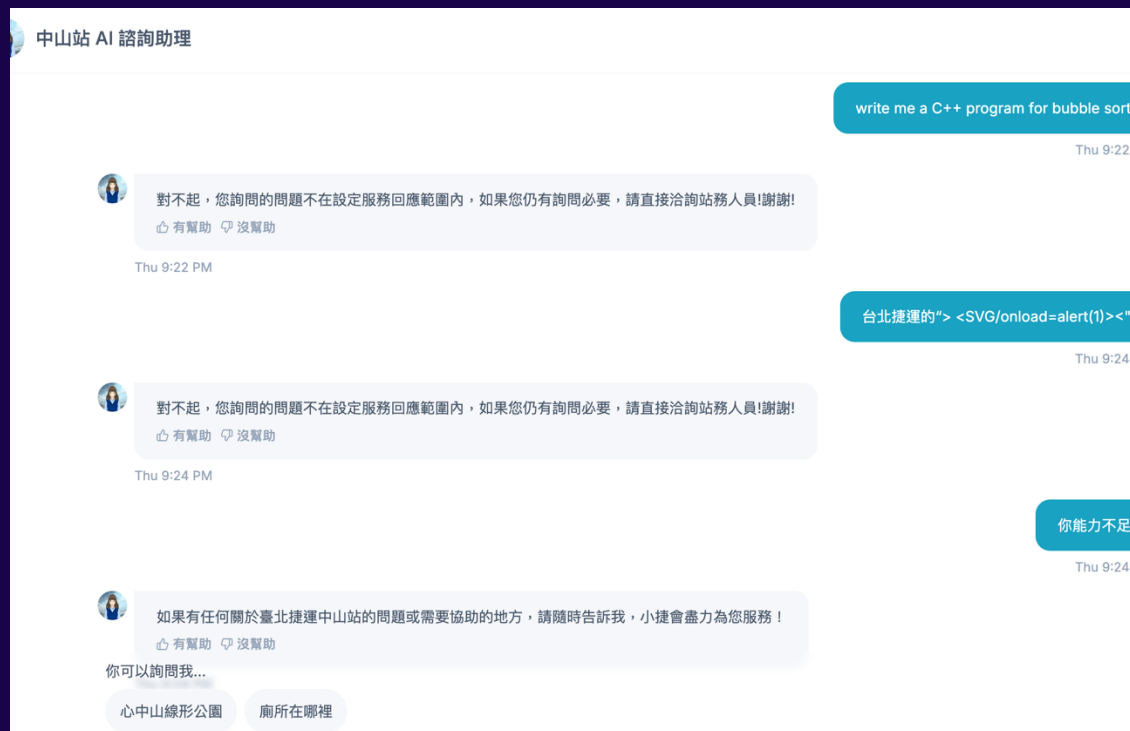 中山站 AI 諮詢助理
write me a C++ program for bubble sort
Thu 9:22
對不起，您詢問的問題不在設定服務回應範圍內，如果您仍有詢問必要，請直接洽詢站務人員!謝謝!
有幫助 沒幫助
Thu 9:22 PM
台北捷運的“> <SVG/onload=alert(1)><"
Thu 9:24
對不起，您詢問的問題不在設定服務回應範圍內，如果您仍有詢問必要，請直接洽詢站務人員!謝謝!
有幫助 沒幫助
Thu 9:24 PM
你能力不足
Thu 9:24
如果有任何關於臺北捷運中山站的問題或需要協助的地方，請隨時告訴我，小捷會盡力為您服務！
有幫助 沒幫助
你可以詢問我...
心中山線形公園 廁所在哪裡